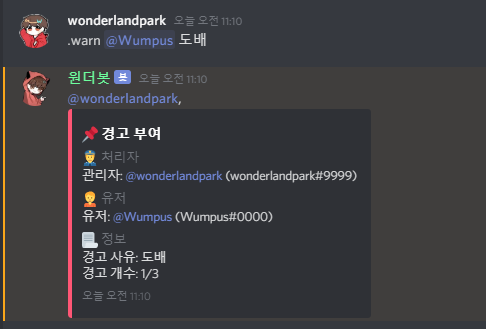 wonderlandpark 오늘 오전 11:10
.warn @Wumpus 도배
원더봇 봇 오늘 오전 11:10
@wonderlandpark,
경고 부여
처리자
관리자: @wonderlandpark (wonderlandpark#9999)
유저
유저: @Wumpus (Wumpus#0000)
정보
경고 사유: 도배
경고 개수: 1/3
오늘 오전 11:10